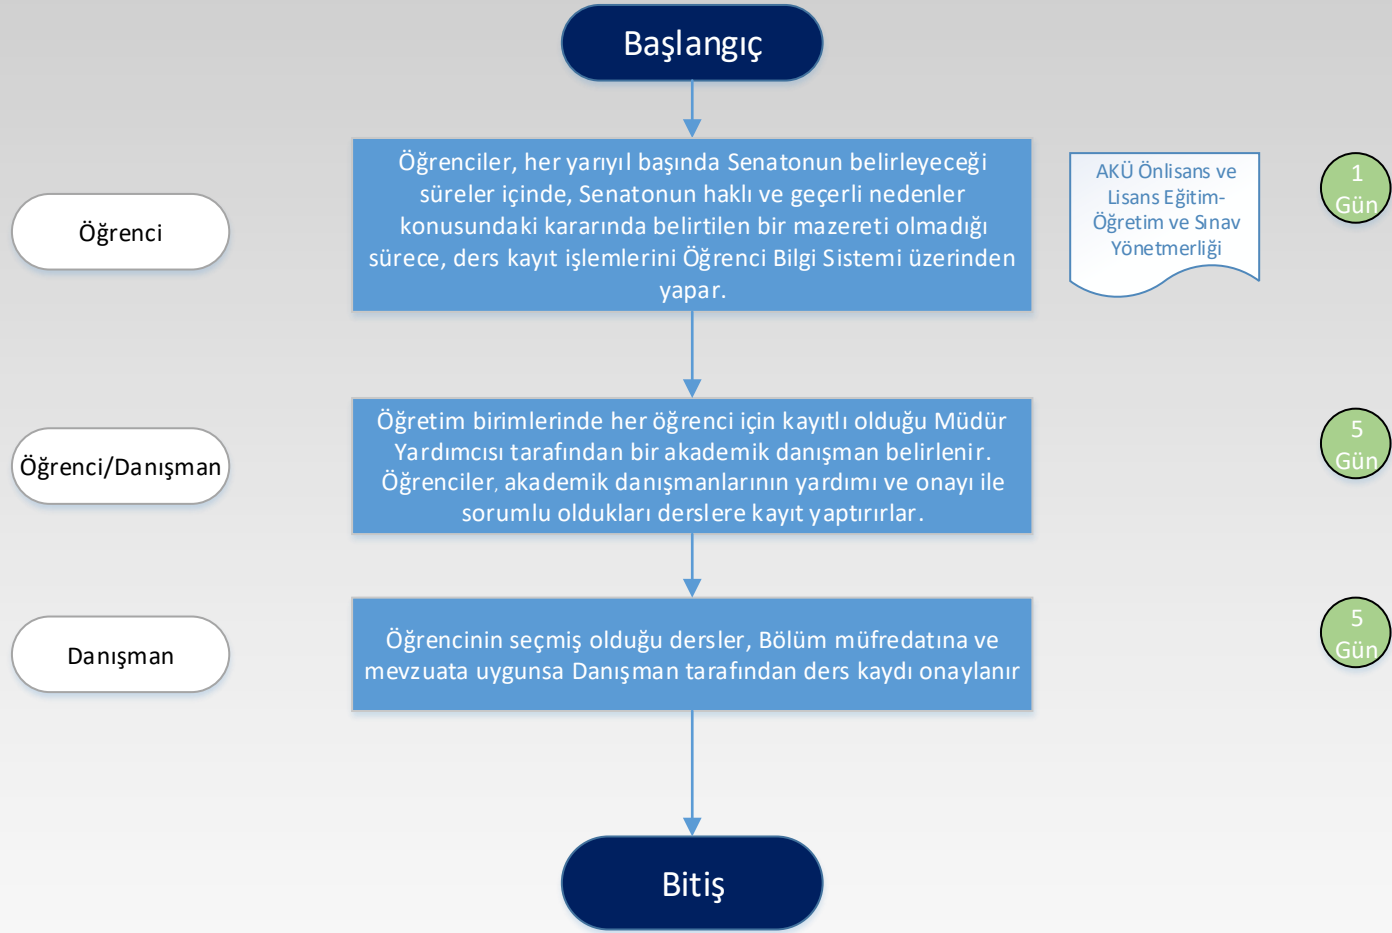 Başlangıç
Öğrenci
Öğrenciler, her yarıyıl başında Senatonun belirleyeceği
süreler içinde, Senatonun haklı ve geçerli nedenler
konusundaki kararında belirtilen bir mazereti olmadığı
sürece, ders kayıt işlemlerini Öğrenci Bilgi Sistemi üzerinden
yapar.
AKÜ Önlisans ve
Lisans Eğitim-
Öğretim ve Sınav
Yönetmerliği
1
Gün
Öğrenci/Danışman
Öğretim birimlerinde her öğrenci için kayıtlı olduğu Müdür
Yardımcısı tarafından bir akademik danışman belirlenir.
Öğrenciler, akademik danışmanlarının yardımı ve onayı ile
sorumlu oldukları derslere kayıt yaptırırlar.
5
Gün
Danışman
Öğrencinin seçmiş olduğu dersler, Bölüm müfredatına ve
mevzuata uygunsa Danışman tarafından ders kaydı onaylanır
5
Gün
Bitiş